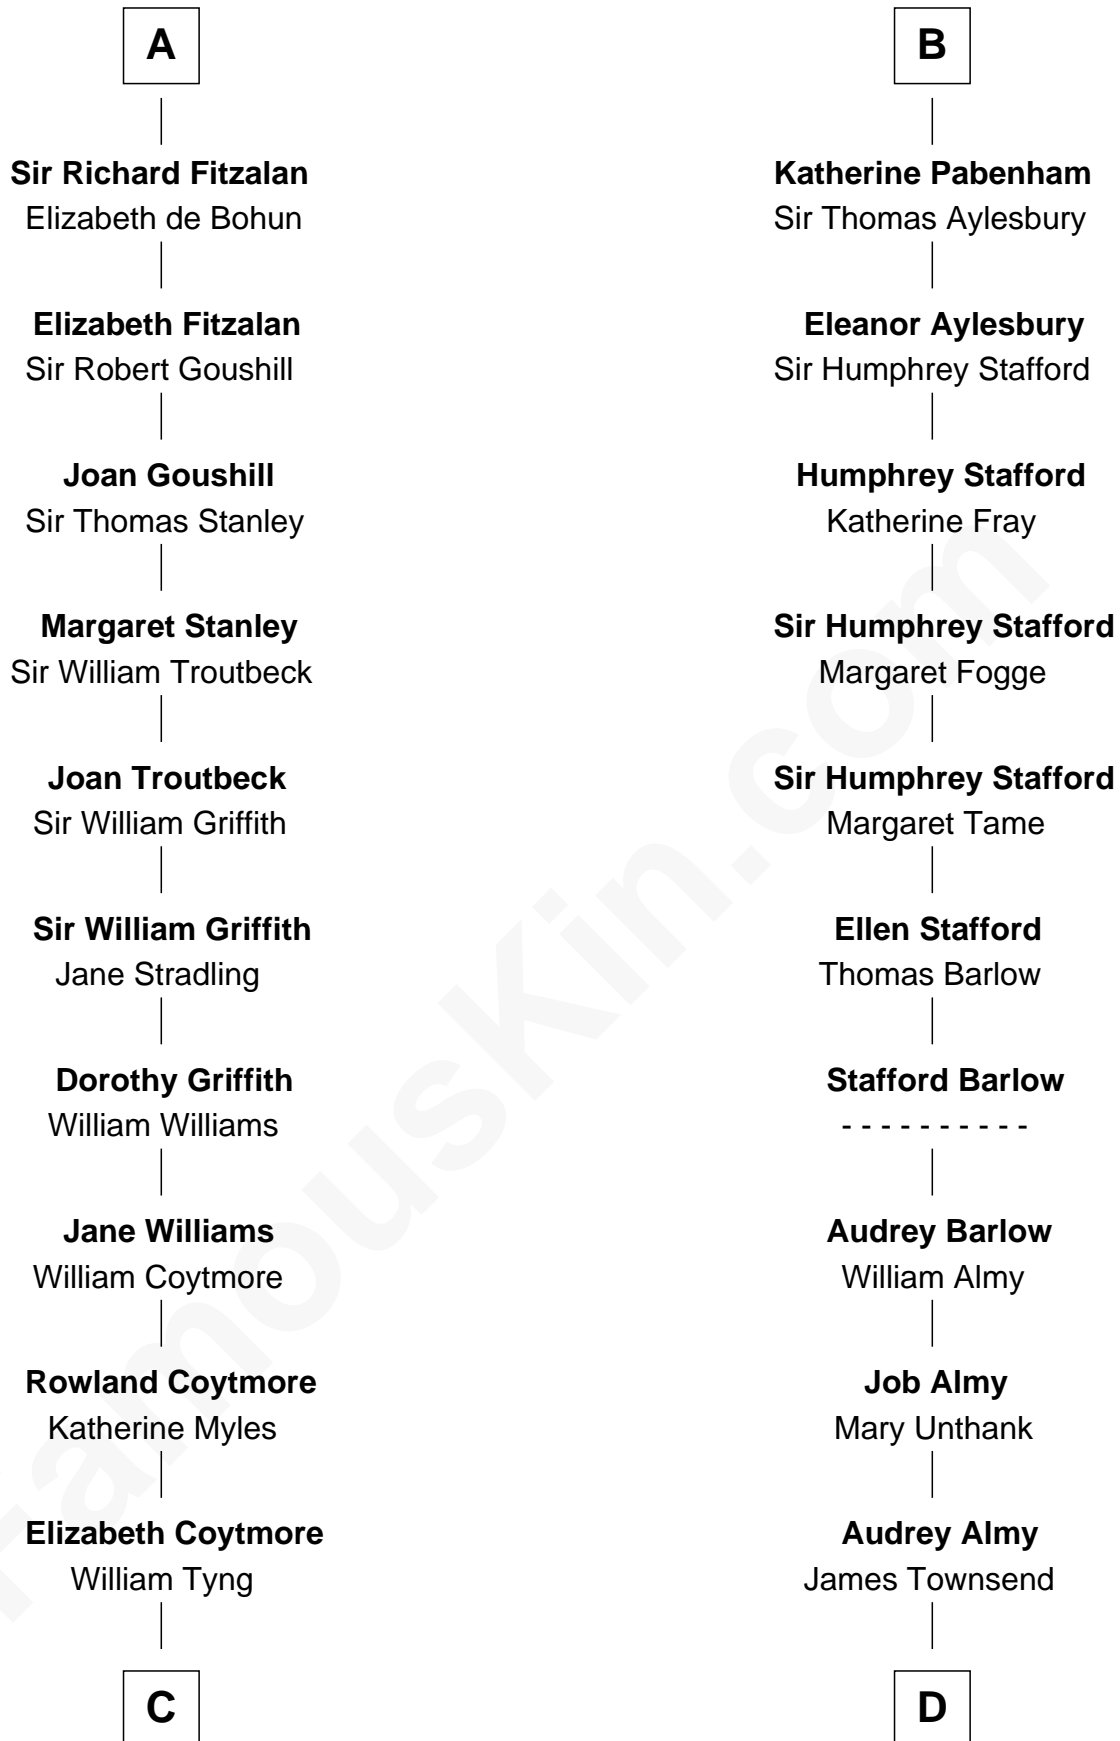 A
Sir Richard Fitzalan
Elizabeth de Bohun
Elizabeth Fitzalan
Sir Robert Goushill
Joan Goushill
Sir Thomas Stanley
Margaret Stanley
Sir William Troutbeck
Joan Troutbeck
Sir William Griffith
Sir William Griffith
Jane Stradling
Dorothy Griffith
William Williams
Jane Williams
William Coytmore
Rowland Coytmore
Katherine Myles
Elizabeth Coytmore
William Tyng
C
B
Katherine Pabenham
Sir Thomas Aylesbury
Eleanor Aylesbury
Sir Humphrey Stafford
Humphrey Stafford
Katherine Fray
Sir Humphrey Stafford
Margaret Fogge
Sir Humphrey Stafford
Margaret Tame
Ellen Stafford
Thomas Barlow
Stafford Barlow
- - - - - - - - - -
Audrey Barlow
William Almy
Job Almy
Mary Unthank
Audrey Almy
James Townsend
D
FamousKin.com